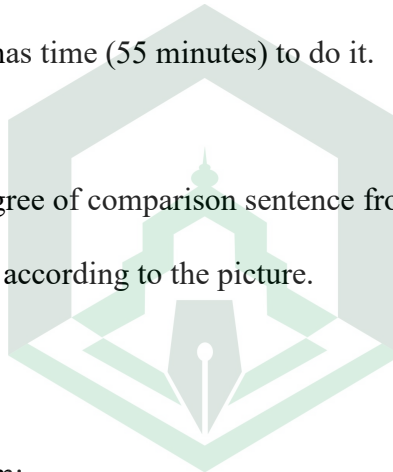 has time (55 minutes) to do it.
gree of comparison sentence fro
according to the picture.